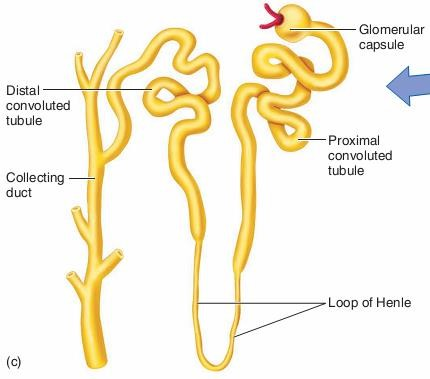 Glomerular
capsule
Distal
convoluted
tubule
Proximal
convoluted
tubule
Collecting
duct
Loop of Henle
(c)